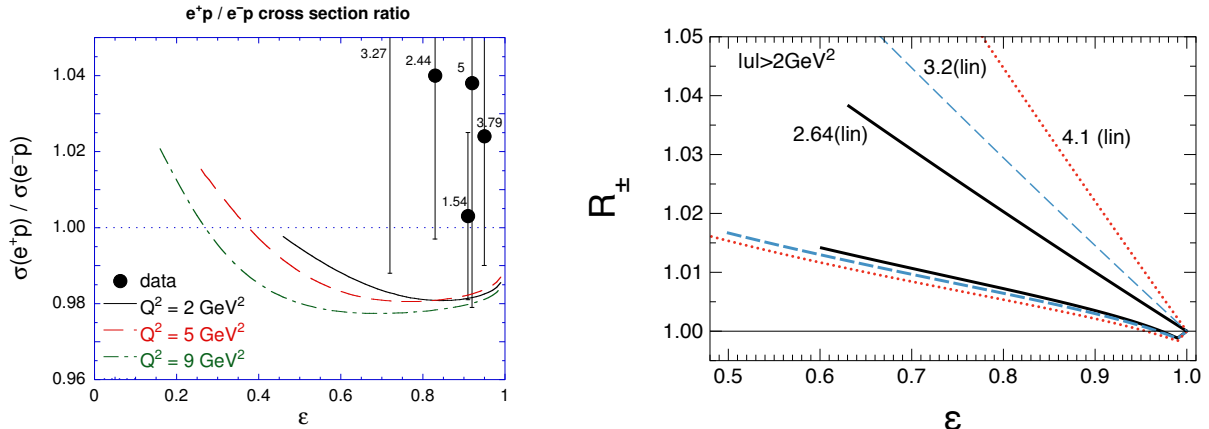 e⁺p / e⁻p cross section ratio
σ(e⁺p) / σ(e⁻p)
1.04
1.02
1.00
0.98
0.96
3.27
2.44
5
3.79
1.54
data
Q² = 2 GeV²
Q² = 5 GeV²
Q² = 9 GeV²
0
0.2
0.4
0.6
0.8
1
ε
R±
1.05
1.04
1.03
1.02
1.01
1.00
|u|>2GeV²
3.2(lin)
2.64(lin)
4.1 (lin)
0.5
0.6
0.7
0.8
0.9
1.0
ε